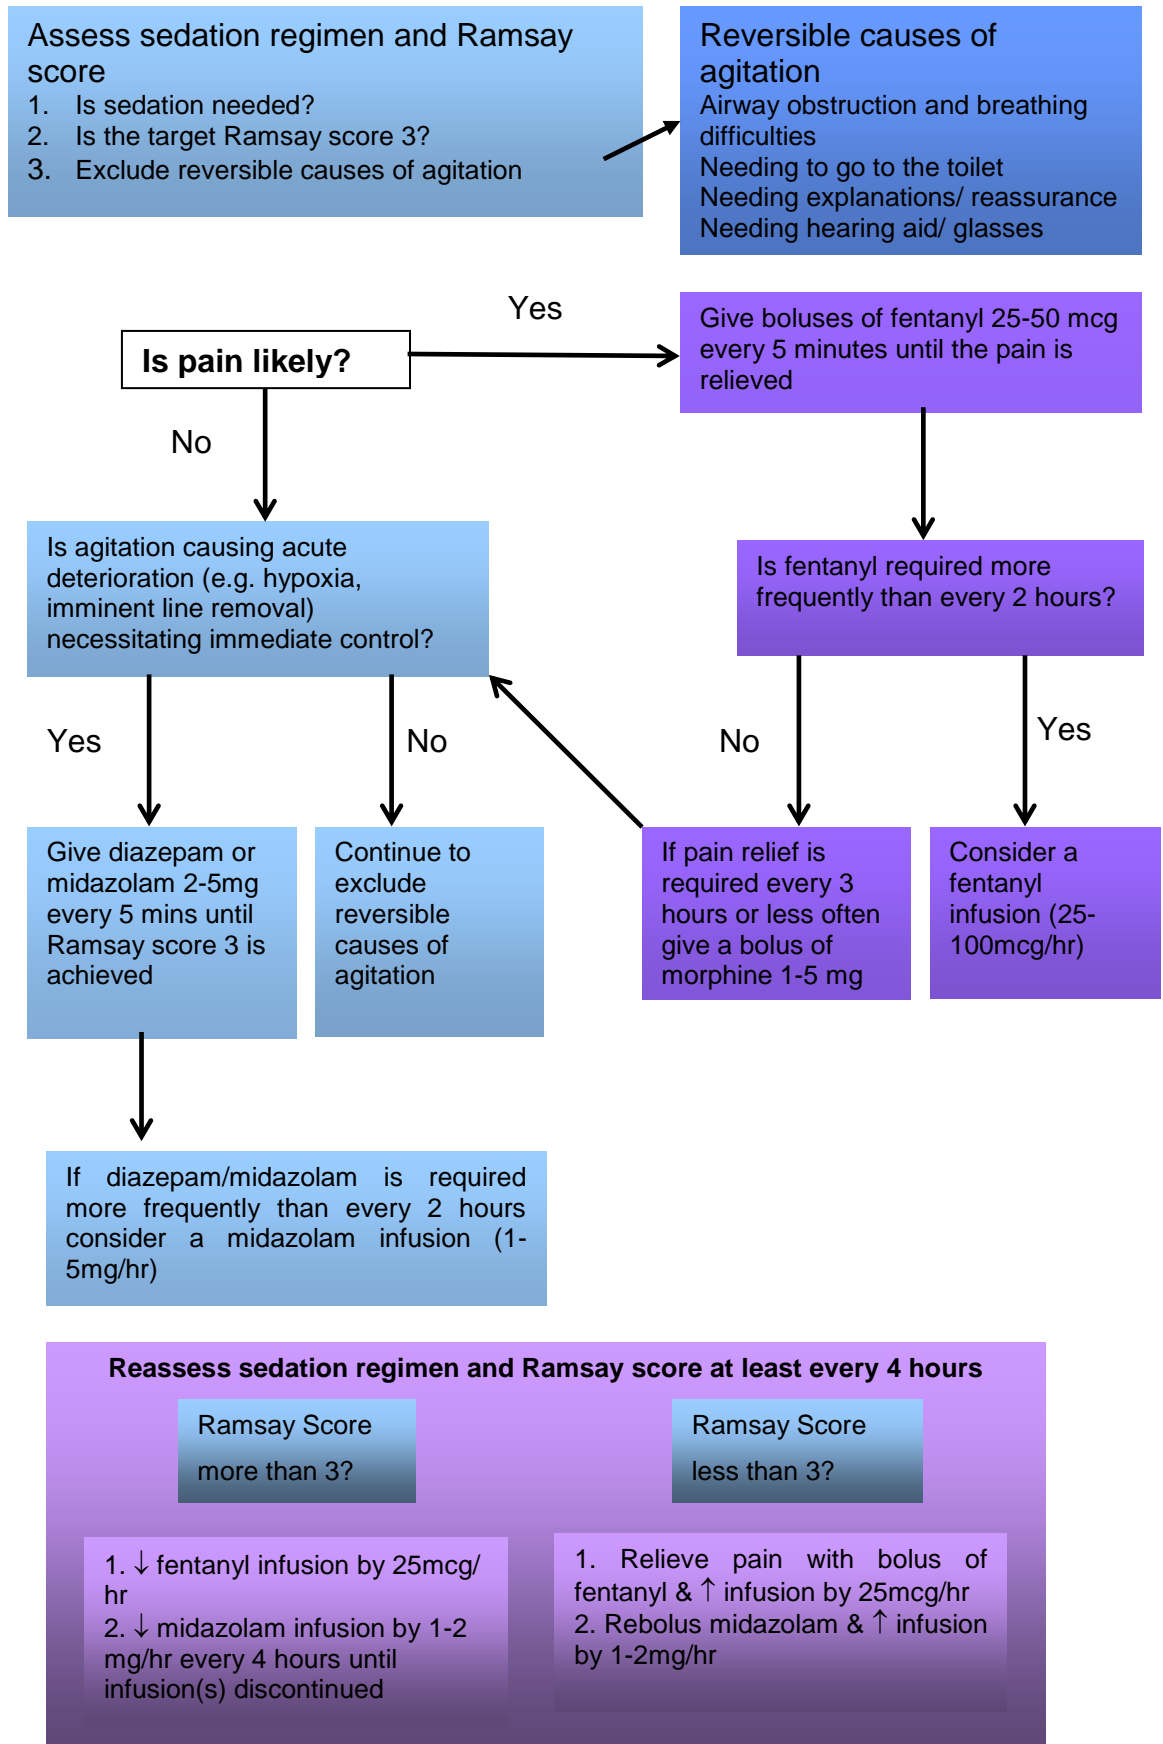 Assess sedation regimen and Ramsay
score
1. Is sedation needed?
2. Is the target Ramsay score 3?
3. Exclude reversible causes of agitation
Reversible causes of
agitation
Airway obstruction and breathing
difficulties
Needing to go to the toilet
Needing explanations/ reassurance
Needing hearing aid/ glasses
Is pain likely?
Yes
Give boluses of fentanyl 25-50 mcg
every 5 minutes until the pain is
relieved
No
Is agitation causing acute
deterioration (e.g. hypoxia,
imminent line removal)
necessitating immediate control?
Is fentanyl required more
frequently than every 2 hours?
Yes
No
No
Yes
Give diazepam or
midazolam 2-5mg
every 5 mins until
Ramsay score 3 is
achieved
Continue to
exclude
reversible
causes of
agitation
If pain relief is
required every 3
hours or less often
give a bolus of
morphine 1-5 mg
Consider a
fentanyl
infusion (25-
100mcg/hr)
If diazepam/midazolam is required
more frequently than every 2 hours
consider a midazolam infusion (1-
5mg/hr)
Reassess sedation regimen and Ramsay score at least every 4 hours
Ramsay Score
more than 3?
Ramsay Score
less than 3?
1. ↓ fentanyl infusion by 25mcg/
hr
2. ↓ midazolam infusion by 1-2
mg/hr every 4 hours until
infusion(s) discontinued
1. Relieve pain with bolus of
fentanyl & ↑ infusion by 25mcg/hr
2. Rebolus midazolam & ↑ infusion
by 1-2mg/hr